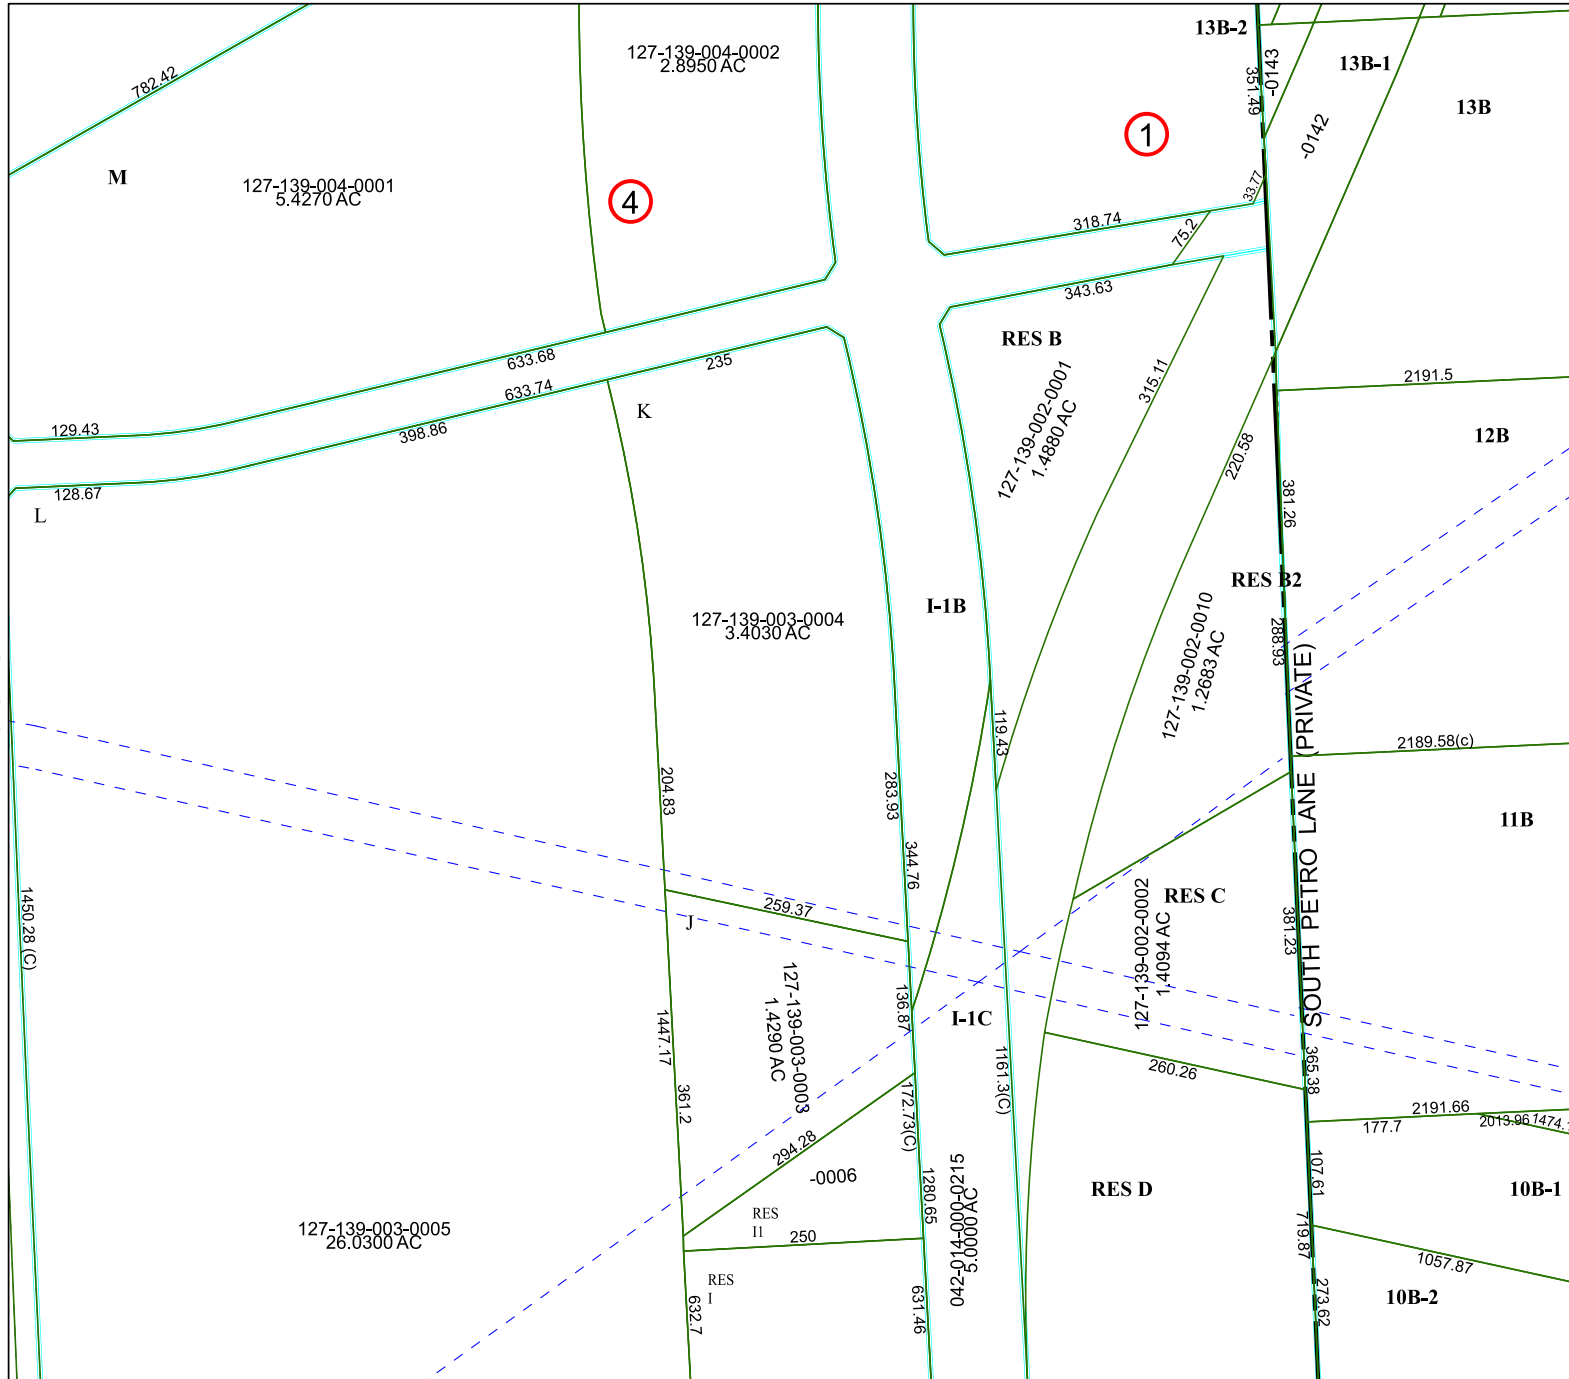 782.42
127-139-004-0002
2.8950 AC
13B-2
351.49
-0143
13B-1
13B
-0142
1
M
127-139-004-0001
5.4270 AC
4
33.77
318.74
75.2
343.63
RES B
633.68
235
633.74
K
129.43
398.86
128.67
L
127-139-002-0001
1.4880 AC
315.11
220.58
2191.5
12B
381.26
RES B2
I-1B
127-139-003-0004
3.4030 AC
288.93
127-139-002-0010
1.2683 AC
SOUTH PETRO LANE (PRIVATE)
119.43
2189.58(c)
204.83
283.93
11B
344.76
259.37
J
RES C
127-139-002-0002
1.4094 AC
381.23
1450.28 (C)
127-139-003-0003
1.4290 AC
136.87
I-1C
1447.17
1161.3(C)
365.38
260.26
361.2
172.73(C)
294.28
2191.66
177.7
2013.96
-0006
1280.65
042-014-000-0215
5.0000 AC
RES D
107.61
10B-1
RES
I1
250
719.87
127-139-003-0005
26.0300 AC
1057.87
RES
I
632.7
631.46
273.62
10B-2